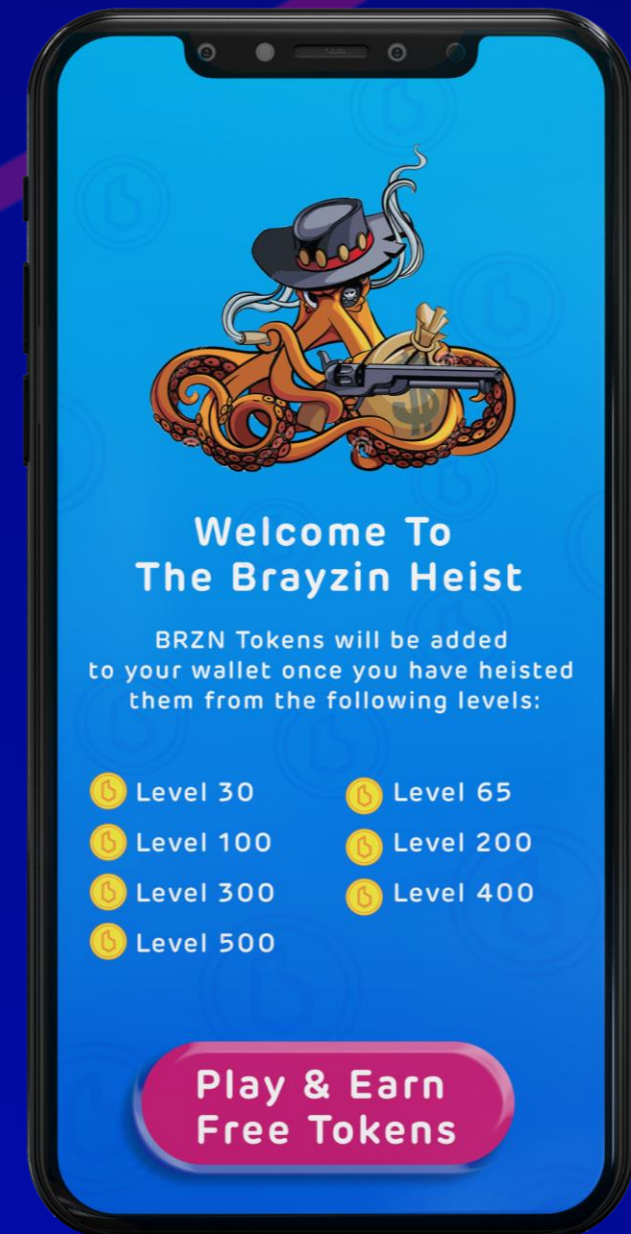 Welcome To
The Brayzin Heist
BRZN Tokens will be added
to your wallet once you have heisted
them from the following levels:
Level 30
Level 65
Level 100
Level 200
Level 300
Level 400
Level 500
Play & Earn
Free Tokens